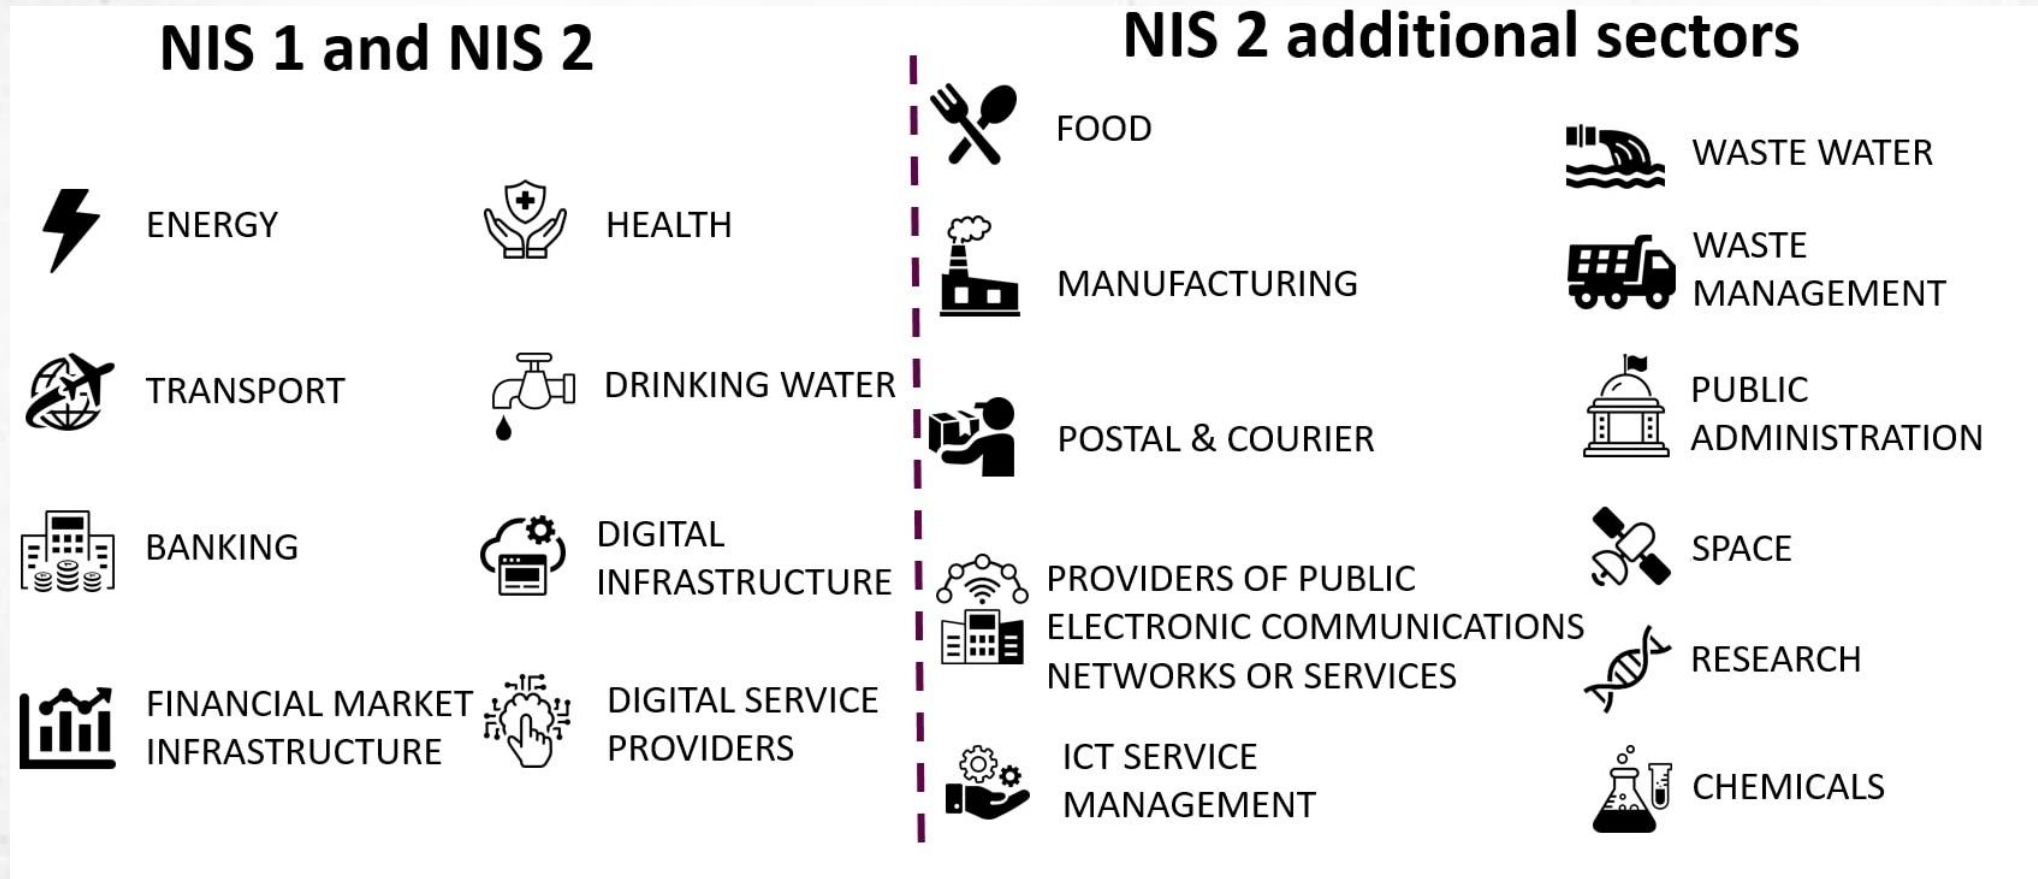 NIS 1 and NIS 2
ENERGY
HEALTH
TRANSPORT
DRINKING WATER
BANKING
DIGITAL
INFRASTRUCTURE
FINANCIAL MARKET
INFRASTRUCTURE
DIGITAL SERVICE
PROVIDERS
NIS 2 additional sectors
FOOD
WASTE WATER
MANUFACTURING
WASTE
MANAGEMENT
POSTAL & COURIER
PUBLIC
ADMINISTRATION
PROVIDERS OF PUBLIC
ELECTRONIC COMMUNICATIONS
NETWORKS OR SERVICES
SPACE
RESEARCH
ICT SERVICE
MANAGEMENT
CHEMICALS